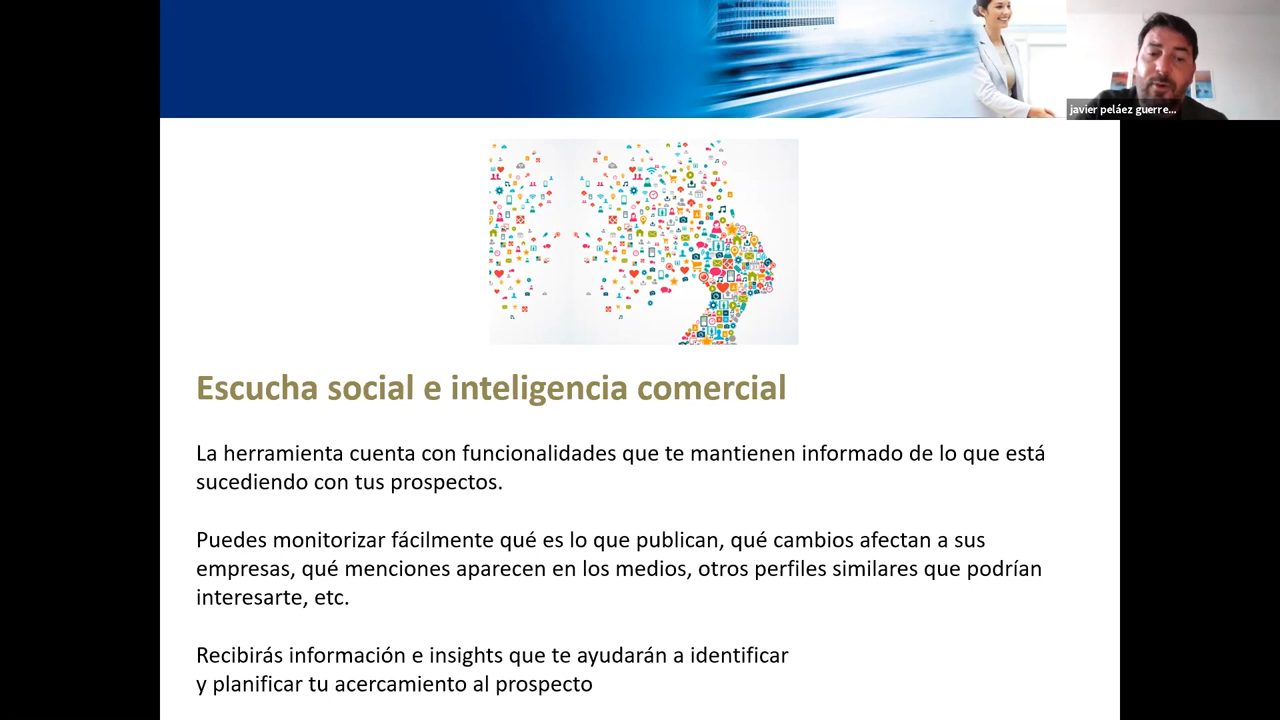 javier peláez guerre...
Escucha social e inteligencia comercial
La herramienta cuenta con funcionalidades que te mantienen informado de lo que está
sucediendo con tus prospectos.
Puedes monitorizar fácilmente qué es lo que publican, qué cambios afectan a sus
empresas, qué menciones aparecen en los medios, otros perfiles similares que podrían
interesarte, etc.
Recibirás información e insights que te ayudarán a identificar
y planificar tu acercamiento al prospecto